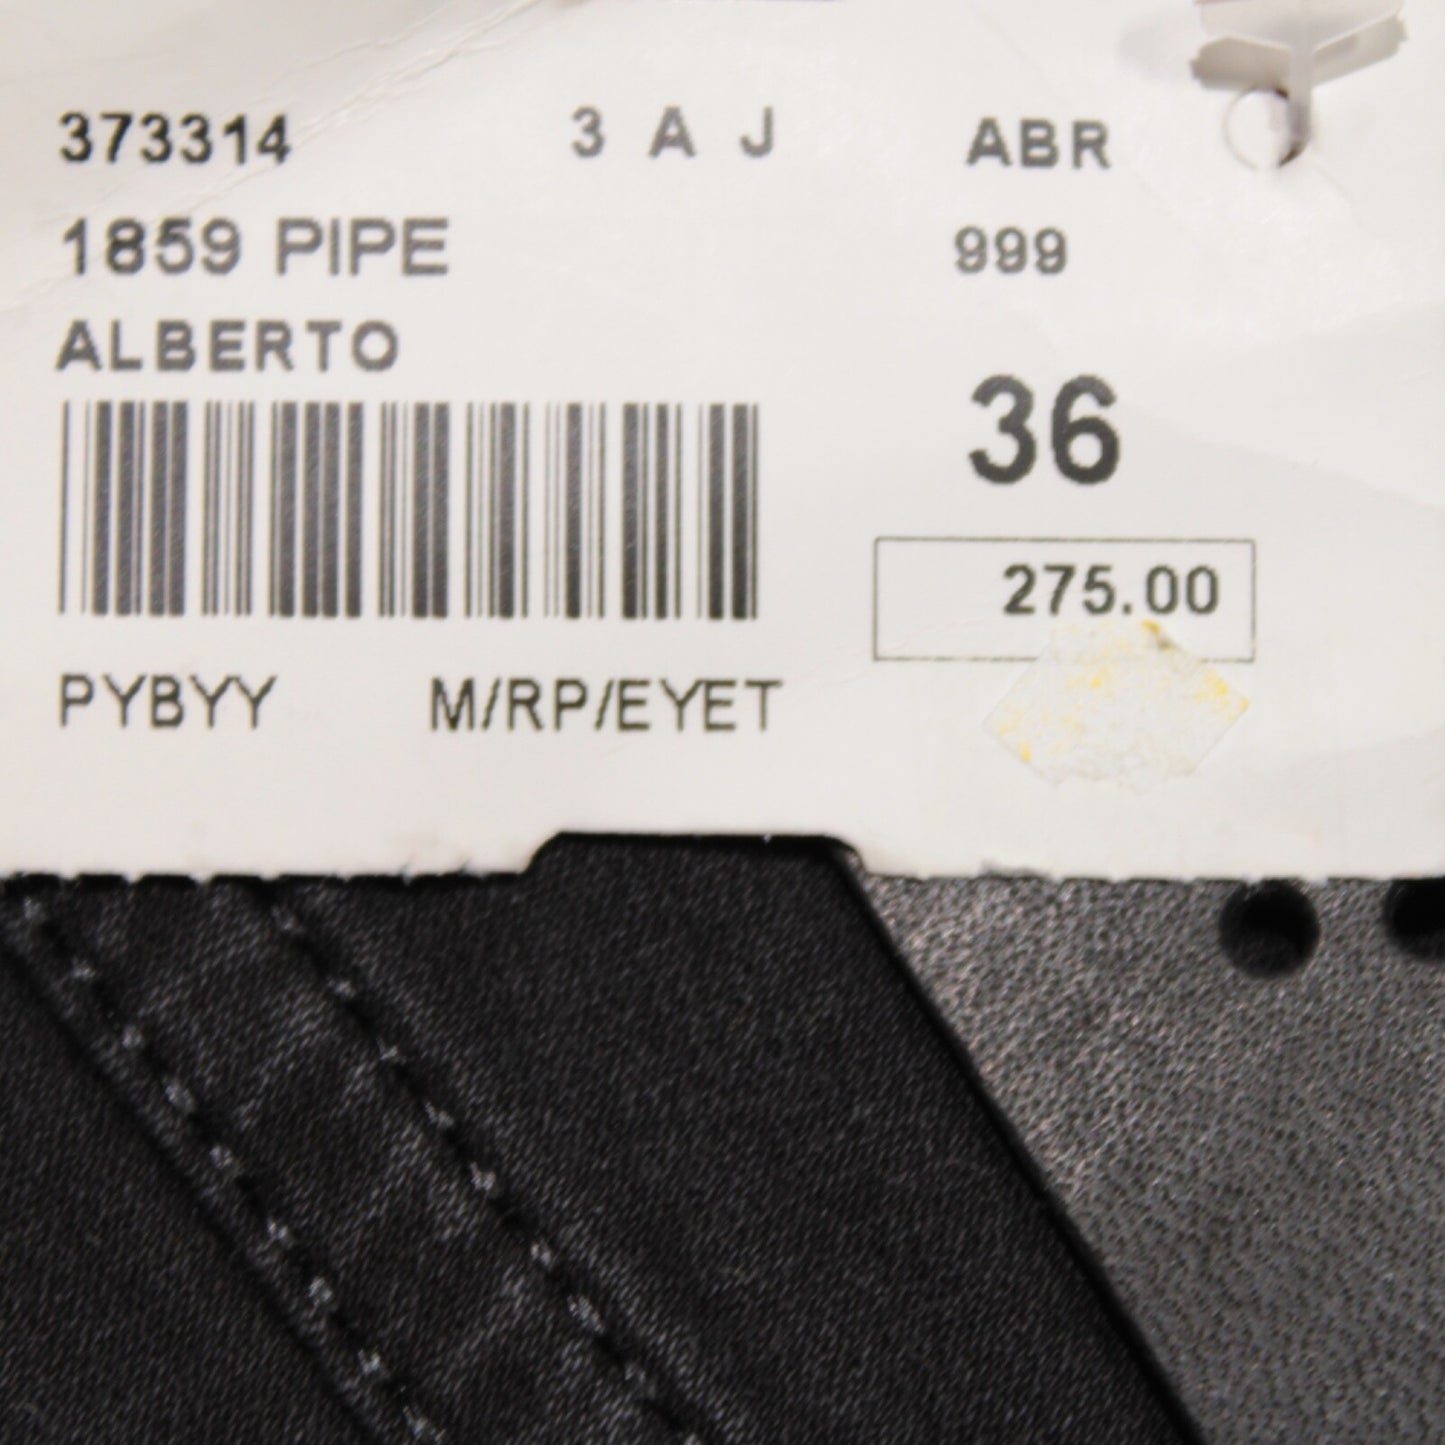 373314 3 A J ABR
1859 PIPE 999
ALBERTO
36
275.00
PYBYY M/RP/EYET